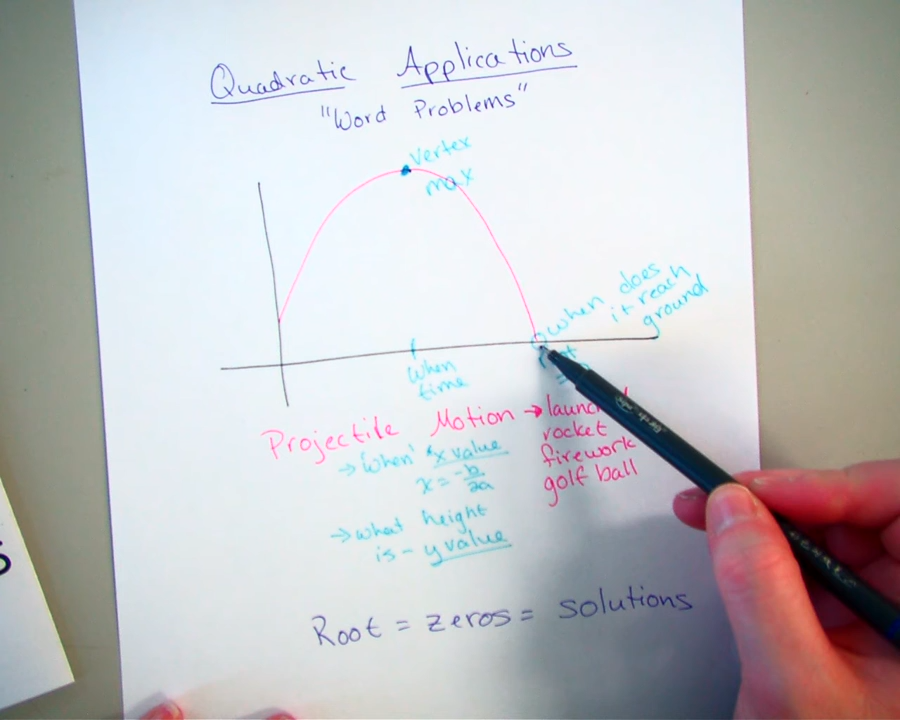 Quadratic Applications
"Word Problems"
vertex
max
when does
it reach
ground
when
time
Projectile Motion → launch
rocket
firework
golf ball
→ "when" x value
x = -b/2a
→ what height
is - y value
Root = zeros = solutions